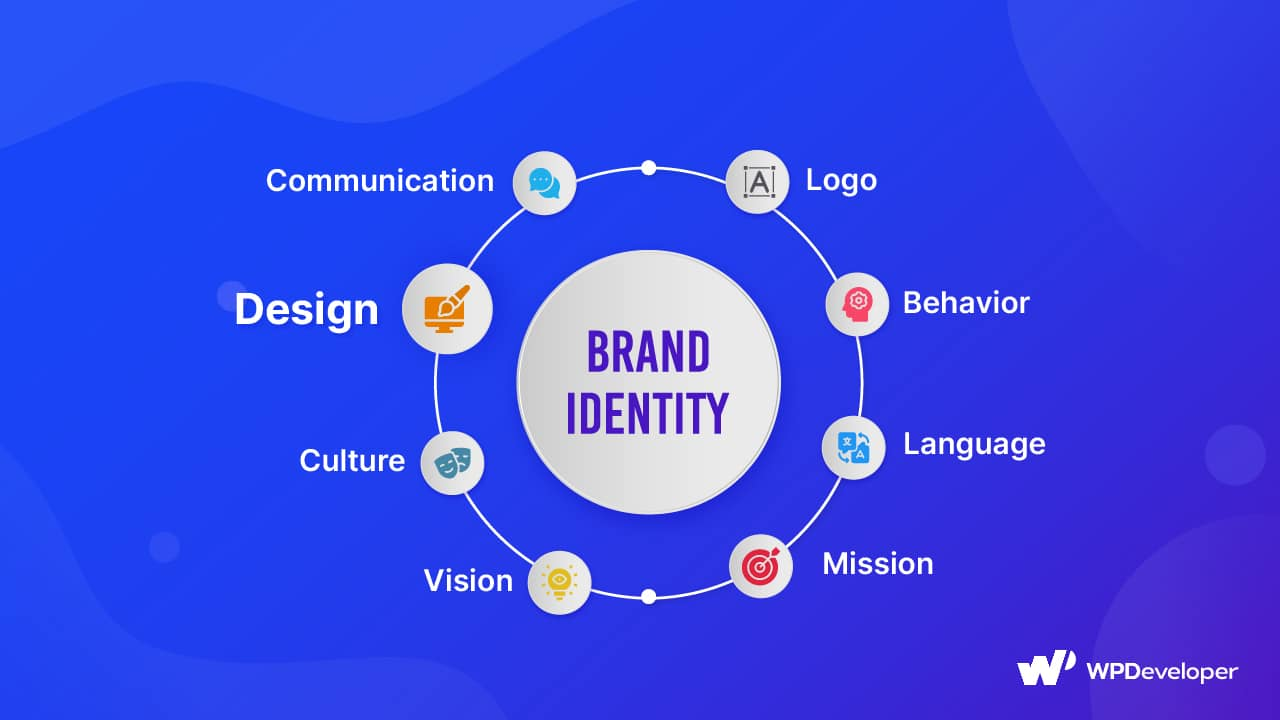 Communication
Logo
Design
Behavior
BRAND
IDENTITY
Culture
Language
Vision
Mission
WPDeveloper